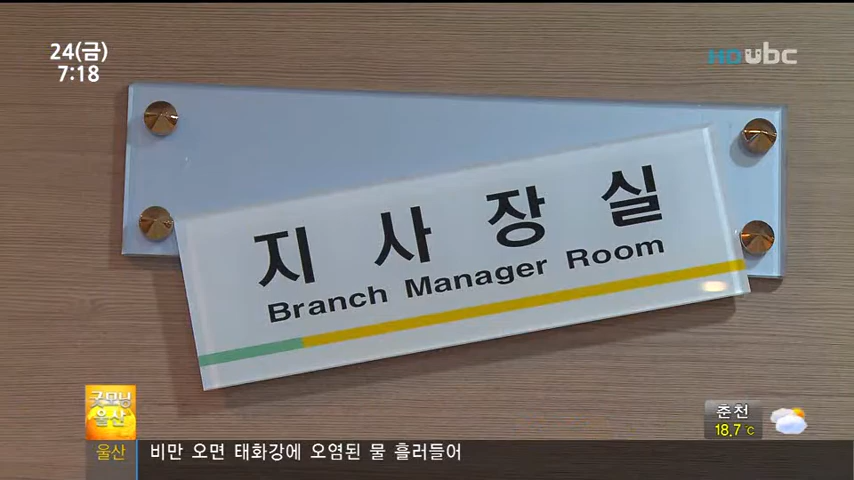 24(금)
7:18
HD ubc
지사장실
Branch Manager Room
굿모닝
울산
춘천
18.7℃
울산
비만 오면 태화강에 오염된 물 흘러들어